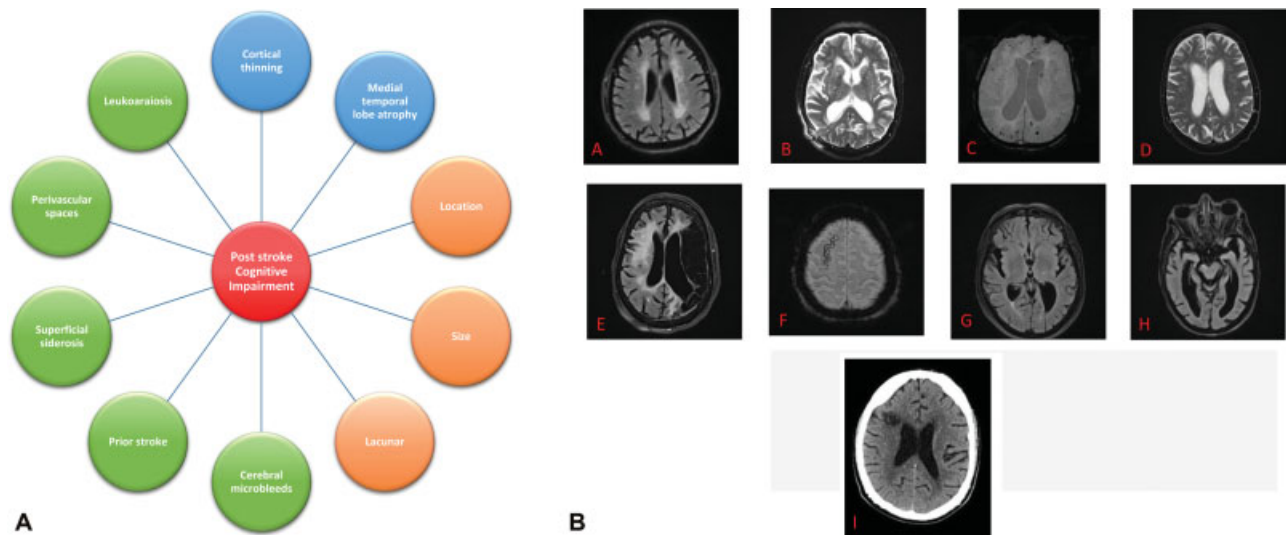 Cortical
thinning
Medial
temporal
lobe atrophy
Location
Size
Lacunar
Cerebral
microbleeds
Prior stroke
Superficial
siderosis
Perivascular
spaces
Leukoaraiosis
Post stroke
Cognitive
Impairment
A
A
B
C
D
E
F
G
H
I
B